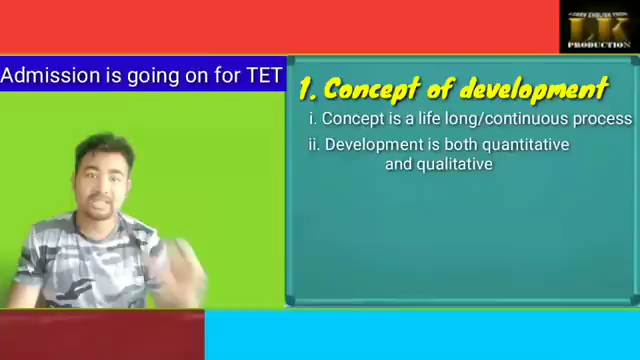 LK
PRODUCTION
Admission is going on for TET
1. Concept of development
i. Concept is a life long/continuous process
ii. Development is both quantitative
and qualitative